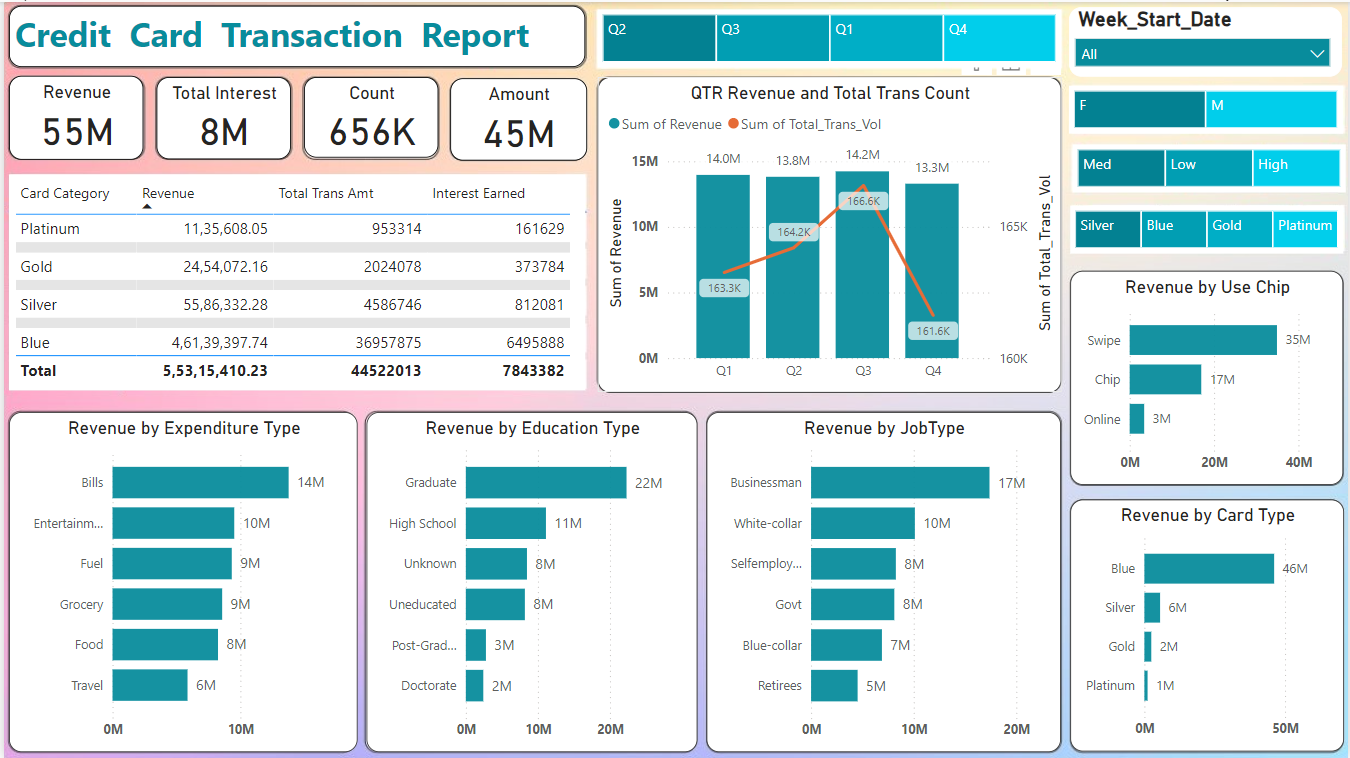 Credit Card Transaction Report
Q2 Q3 Q1 Q4
Week_Start_Date
All
Revenue
55M
Total Interest
8M
Count
656K
Amount
45M
F M
Med Low High
Silver Blue Gold Platinum
Card Category Revenue Total Trans Amt Interest Earned
Platinum 11,35,608.05 953314 161629
Gold 24,54,072.16 2024078 373784
Silver 55,86,332.28 4586746 812081
Blue 4,61,39,397.74 36957875 6495888
Total 5,53,15,410.23 44522013 7843382
QTR Revenue and Total Trans Count
Sum of Revenue Sum of Total_Trans_Vol
Sum of Revenue
15M
10M
5M
0M
14.0M 13.8M 14.2M 13.3M
163.3K 164.2K 166.6K 161.6K
Q1 Q2 Q3 Q4
165K
160K
Sum of Total_Trans_Vol
Revenue by Use Chip
Swipe 35M
Chip 17M
Online 3M
0M 20M 40M
Revenue by Expenditure Type
Bills 14M
Entertainm... 10M
Fuel 9M
Grocery 9M
Food 8M
Travel 6M
0M 10M
Revenue by Education Type
Graduate 22M
High School 11M
Unknown 8M
Uneducated 8M
Post-Grad... 3M
Doctorate 2M
0M 10M 20M
Revenue by JobType
Businessman 17M
White-collar 10M
Selfemploy... 8M
Govt 8M
Blue-collar 7M
Retirees 5M
0M 10M 20M
Revenue by Card Type
Blue 46M
Silver 6M
Gold 2M
Platinum 1M
0M 50M